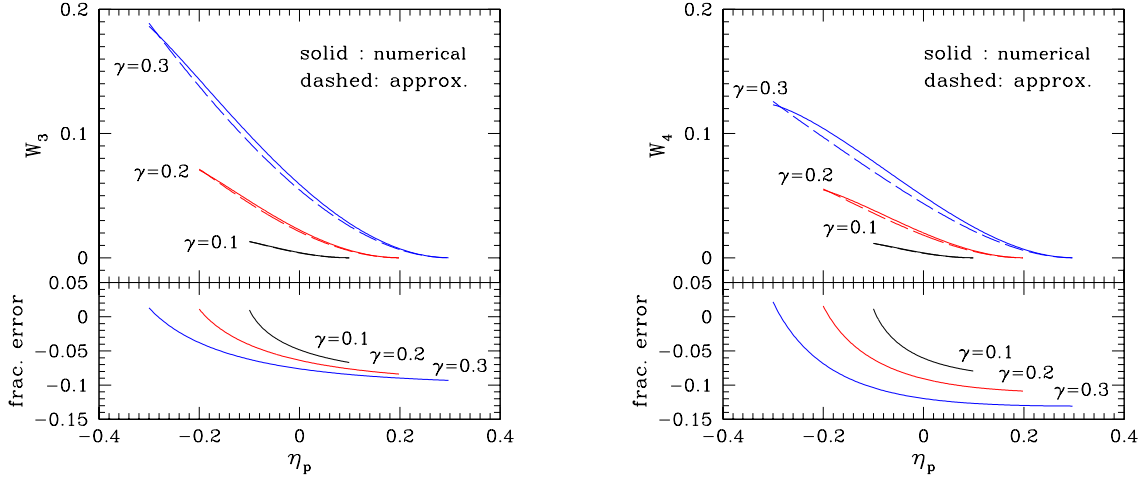 0.2
solid : numerical
dashed: approx.
γ=0.3
W3
0.1
γ=0.2
γ=0.1
0
0.05
0
−0.05
−0.1
−0.15
frac. error
γ=0.1
γ=0.2
γ=0.3
−0.4 −0.2 0 0.2 0.4
ηp
0.2
solid : numerical
dashed: approx.
γ=0.3
W4
0.1
γ=0.2
γ=0.1
0
0.05
0
−0.05
−0.1
−0.15
frac. error
γ=0.1
γ=0.2
γ=0.3
−0.4 −0.2 0 0.2 0.4
ηp